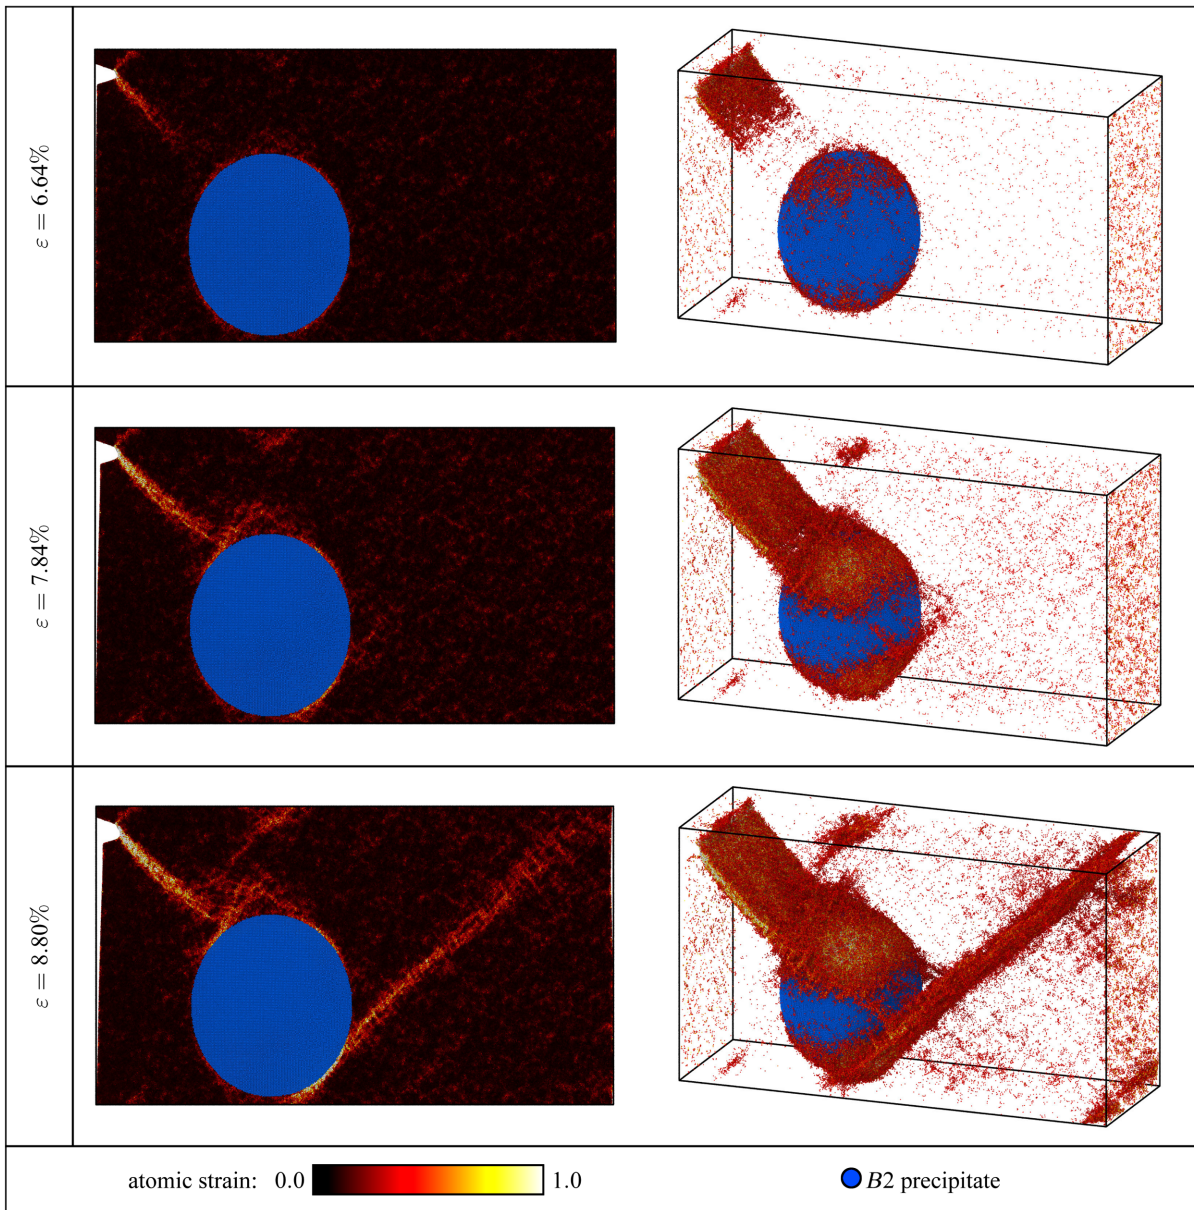 ε = 6.64%
ε = 7.84%
ε = 8.80%
atomic strain: 0.0 1.0
B2 precipitate